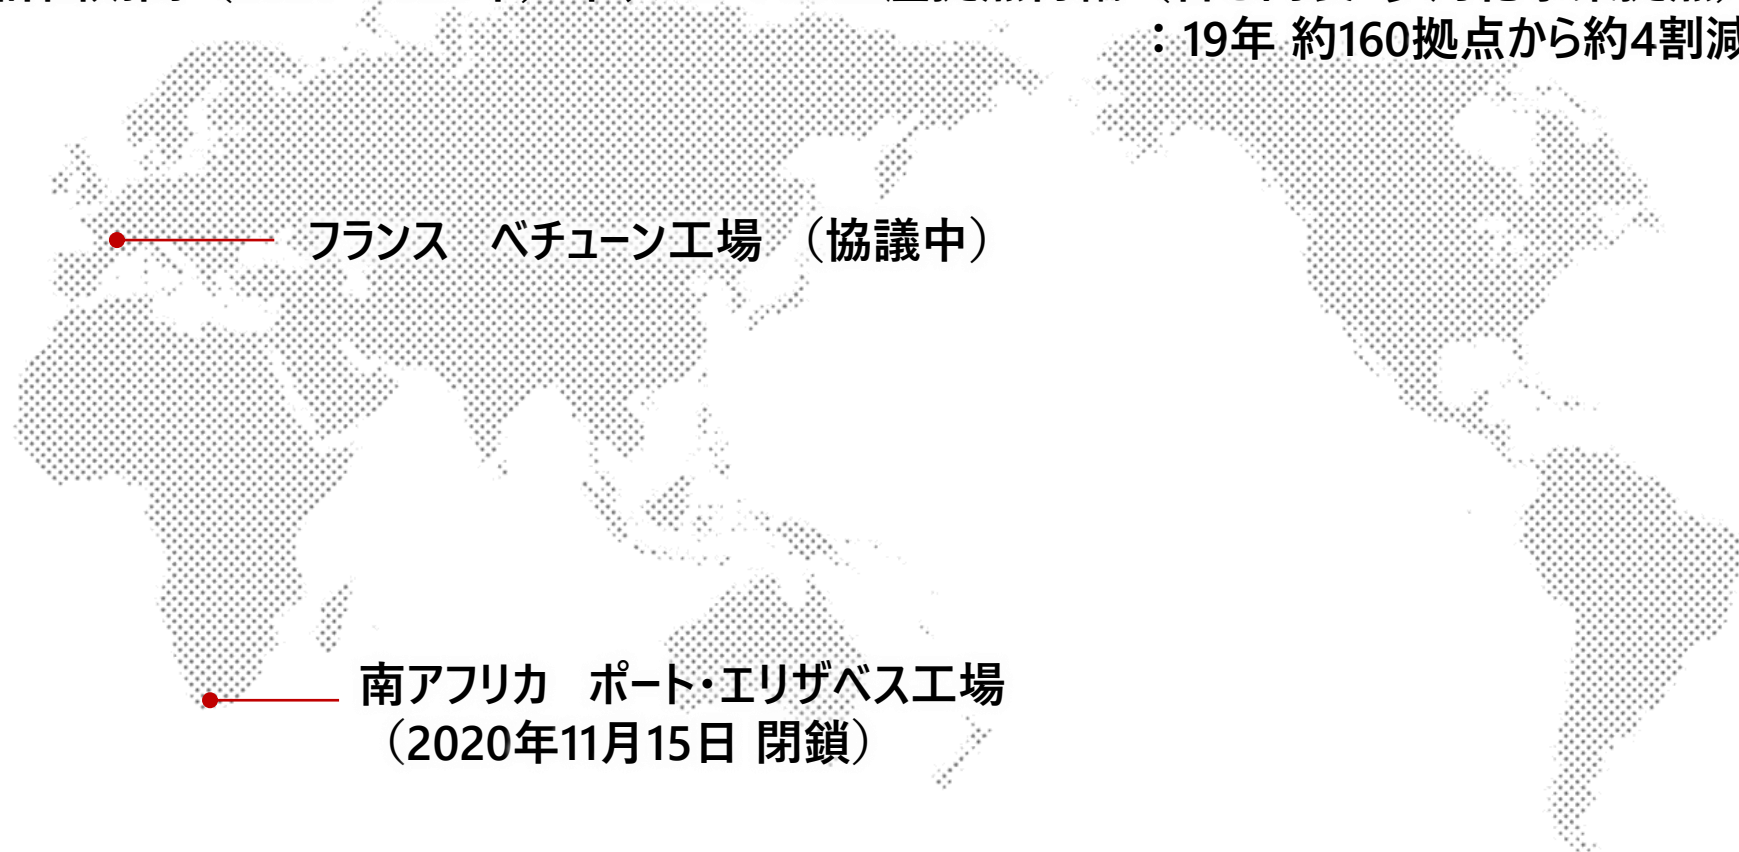 ：19年 約160拠点から約4割減
フランス　ベチューン工場　（協議中）
南アフリカ　ポート・エリザベス工場
（2020年11月15日 閉鎖）